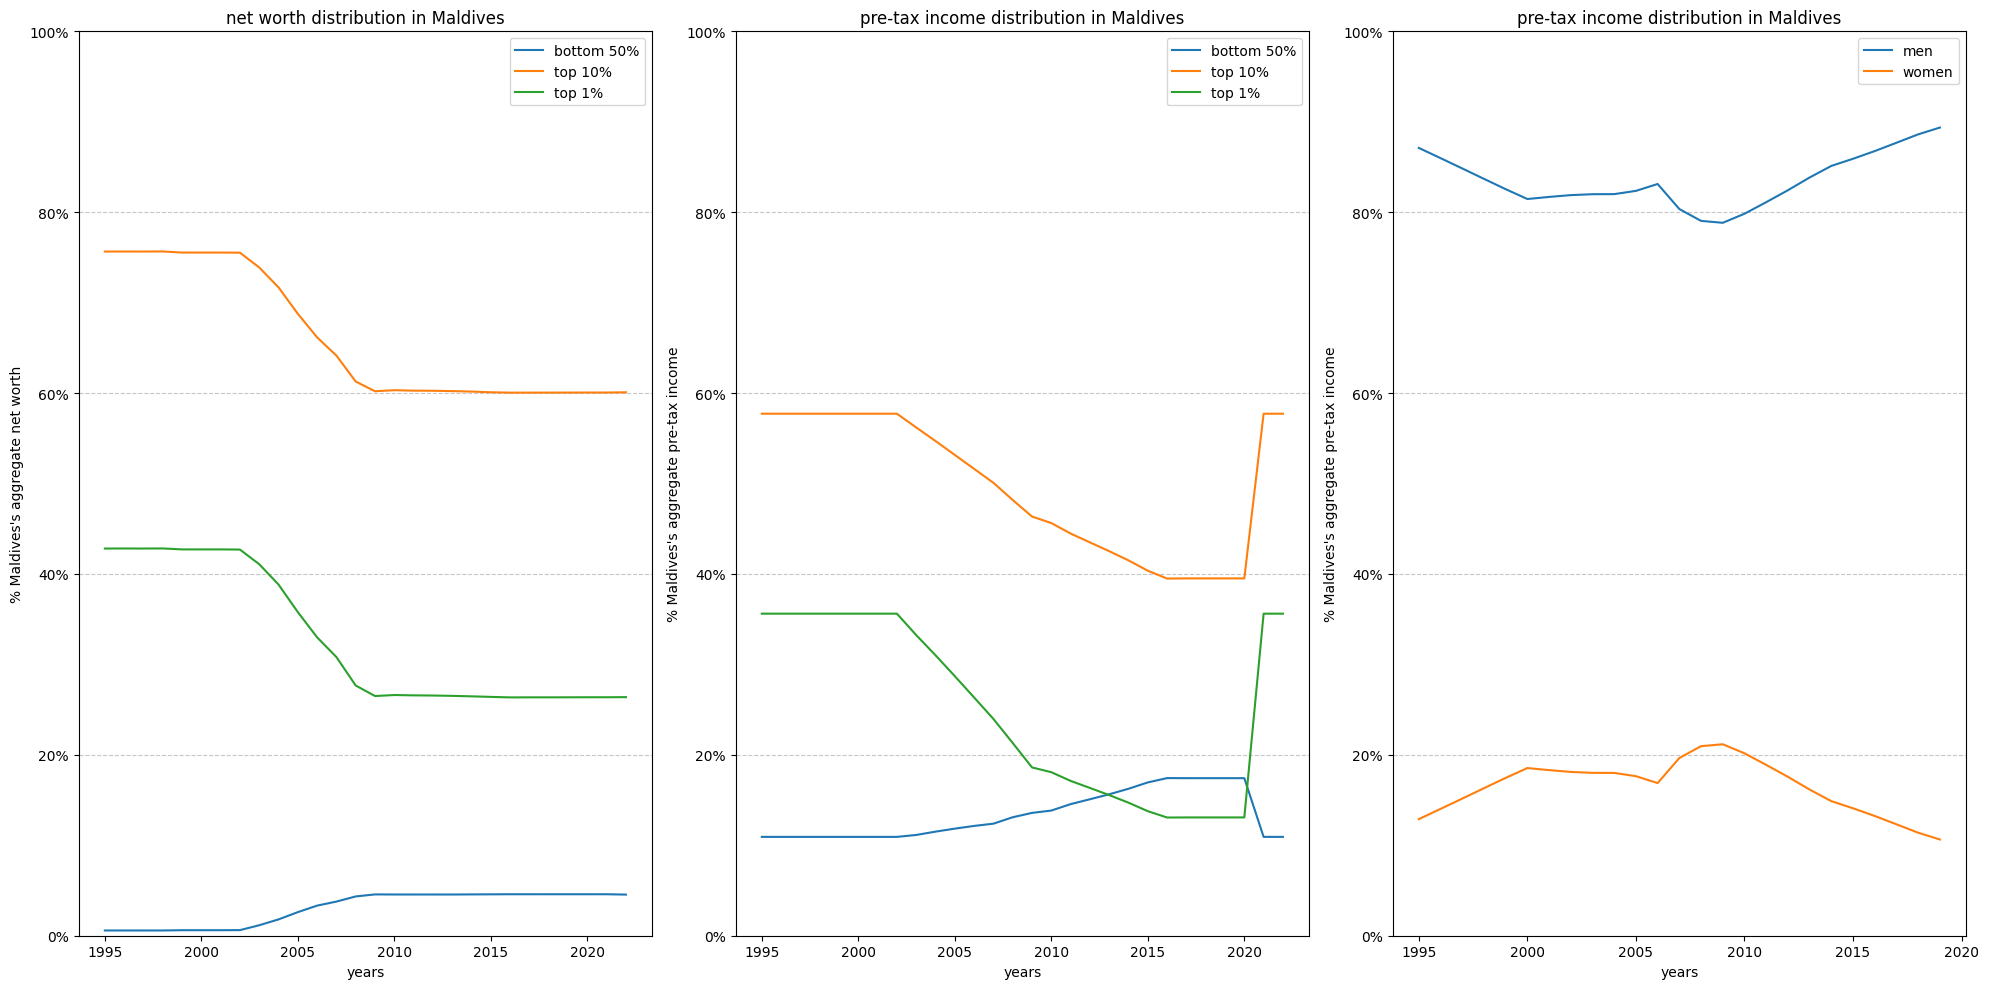 net worth distribution in Maldives
100%
80%
60%
40%
20%
0%
% Maldives's aggregate net worth
bottom 50%
top 10%
top 1%
1995 2000 2005 2010 2015 2020
years
pre-tax income distribution in Maldives
100%
80%
60%
40%
20%
0%
% Maldives's aggregate pre-tax income
bottom 50%
top 10%
top 1%
1995 2000 2005 2010 2015 2020
years
pre-tax income distribution in Maldives
100%
80%
60%
40%
20%
0%
% Maldives's aggregate pre-tax income
men
women
1995 2000 2005 2010 2015 2020
years